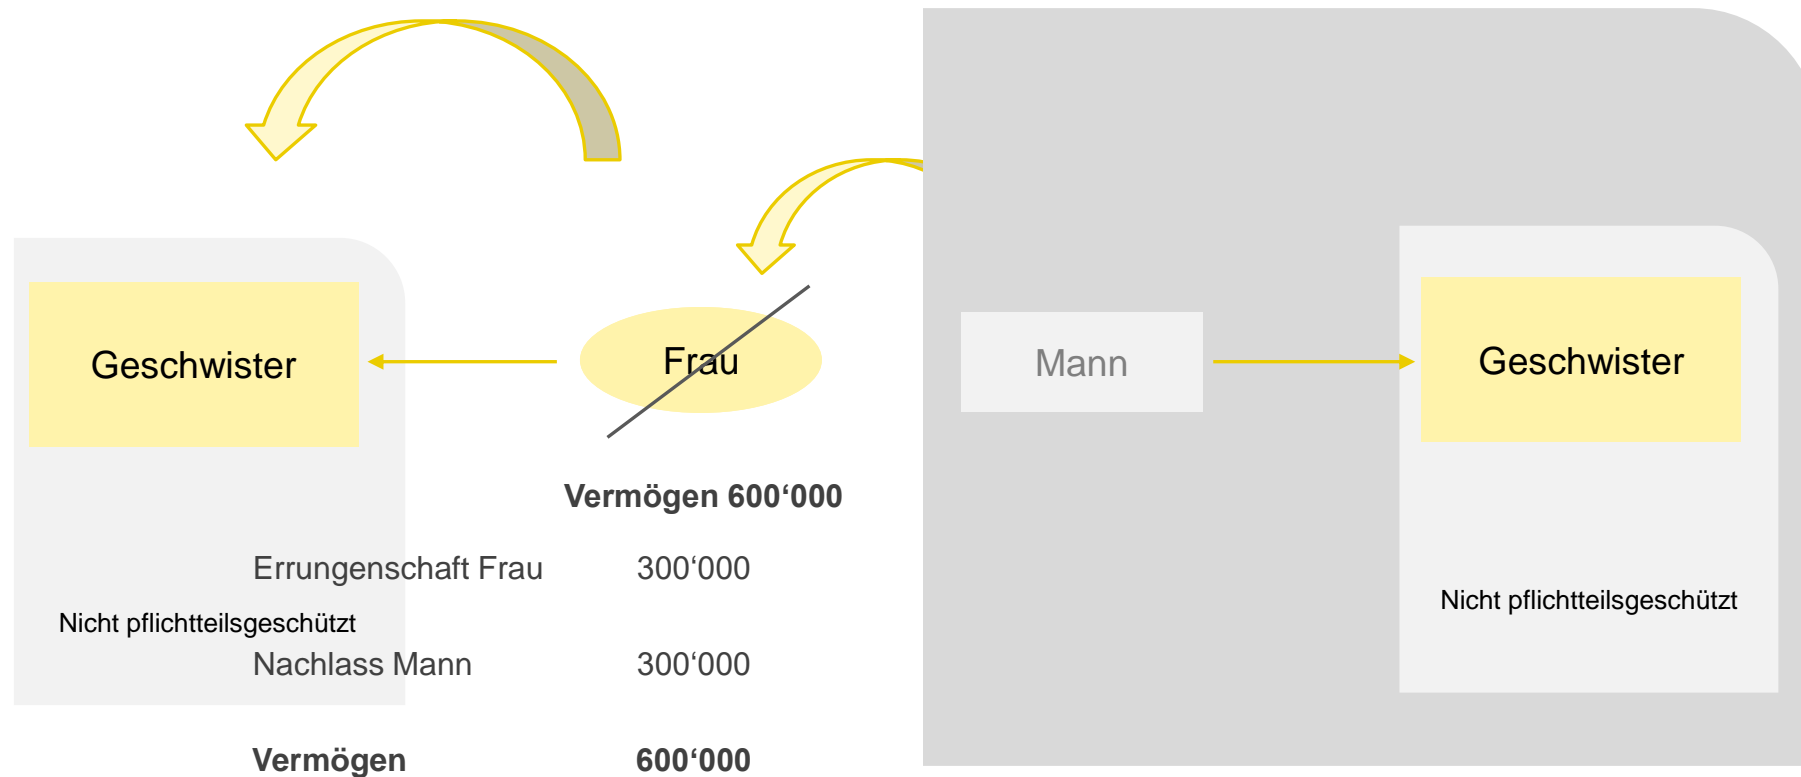 Geschwister
Frau
Mann
Geschwister
Vermögen 600‘000
Errungenschaft Frau 300‘000
Nicht pflichtteilsgeschützt
Nicht pflichtteilsgeschützt
Nachlass Mann 300‘000
Vermögen 600‘000